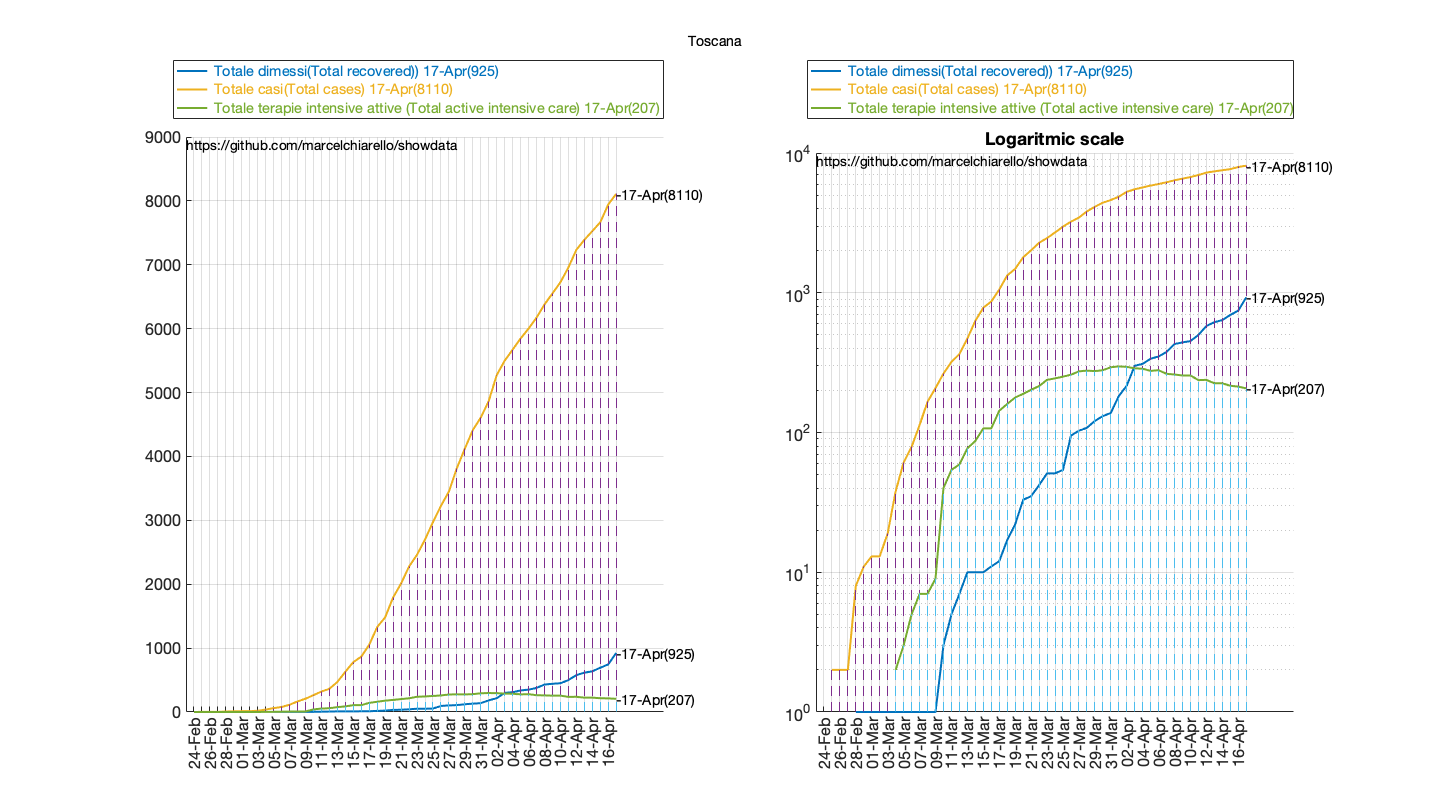 Toscana
Totale dimessi(Total recovered)) 17-Apr(925)
Totale casi(Total cases) 17-Apr(8110)
Totale terapie intensive attive (Total active intensive care) 17-Apr(207)
9000
8000
7000
6000
5000
4000
3000
2000
1000
0
https://github.com/marcelchiarello/showdata
-17-Apr(8110)
-17-Apr(925)
-17-Apr(207)
24-Feb
26-Feb
28-Feb
01-Mar
03-Mar
05-Mar
07-Mar
09-Mar
11-Mar
13-Mar
15-Mar
17-Mar
19-Mar
21-Mar
23-Mar
25-Mar
27-Mar
29-Mar
31-Mar
02-Apr
04-Apr
06-Apr
08-Apr
10-Apr
12-Apr
14-Apr
16-Apr
Totale dimessi(Total recovered)) 17-Apr(925)
Totale casi(Total cases) 17-Apr(8110)
Totale terapie intensive attive (Total active intensive care) 17-Apr(207)
Logaritmic scale
10^4
10^3
10^2
10^1
10^0
https://github.com/marcelchiarello/showdata
-17-Apr(8110)
-17-Apr(925)
-17-Apr(207)
24-Feb
26-Feb
28-Feb
01-Mar
03-Mar
05-Mar
07-Mar
09-Mar
11-Mar
13-Mar
15-Mar
17-Mar
19-Mar
21-Mar
23-Mar
25-Mar
27-Mar
29-Mar
31-Mar
02-Apr
04-Apr
06-Apr
08-Apr
10-Apr
12-Apr
14-Apr
16-Apr